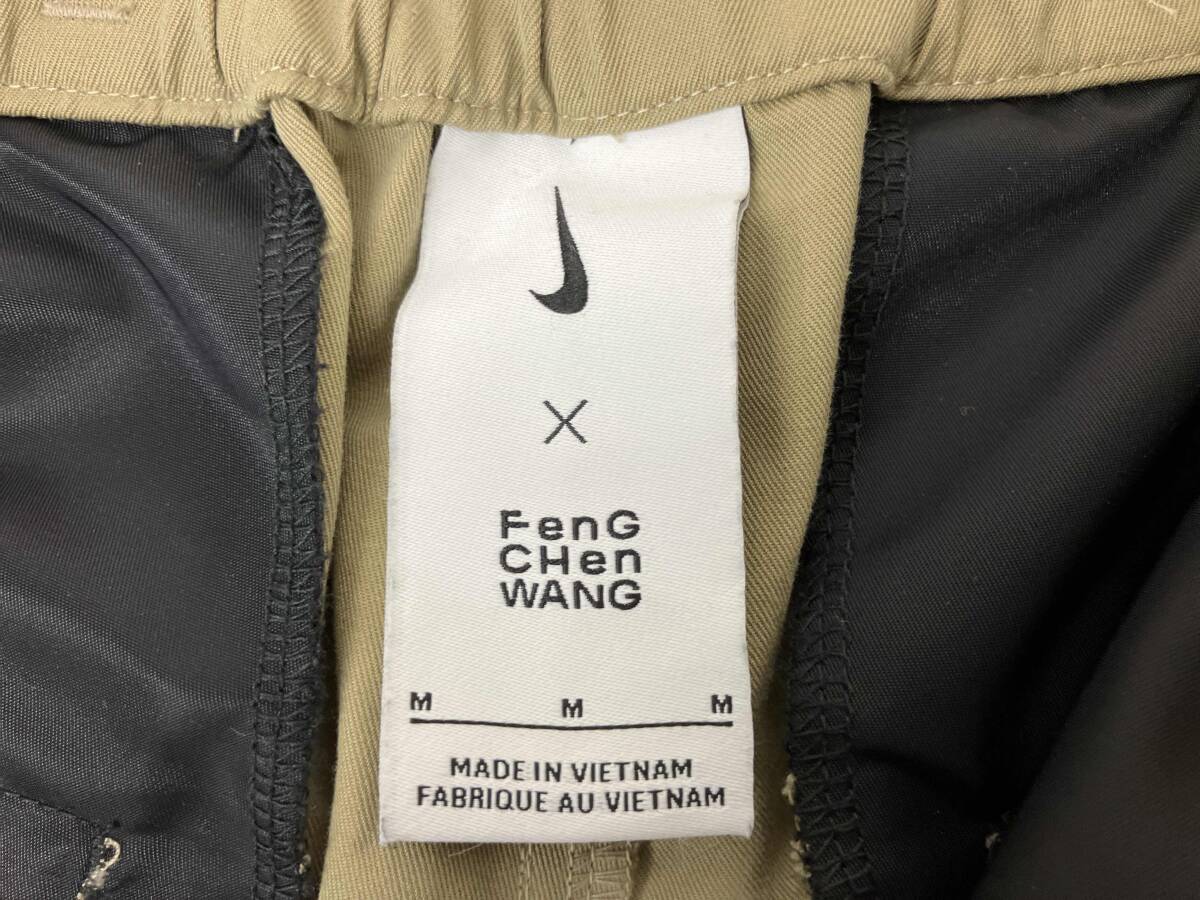 ×
FenG
CHen
WANG
M M M
MADE IN VIETNAM
FABRIQUE AU VIETNAM